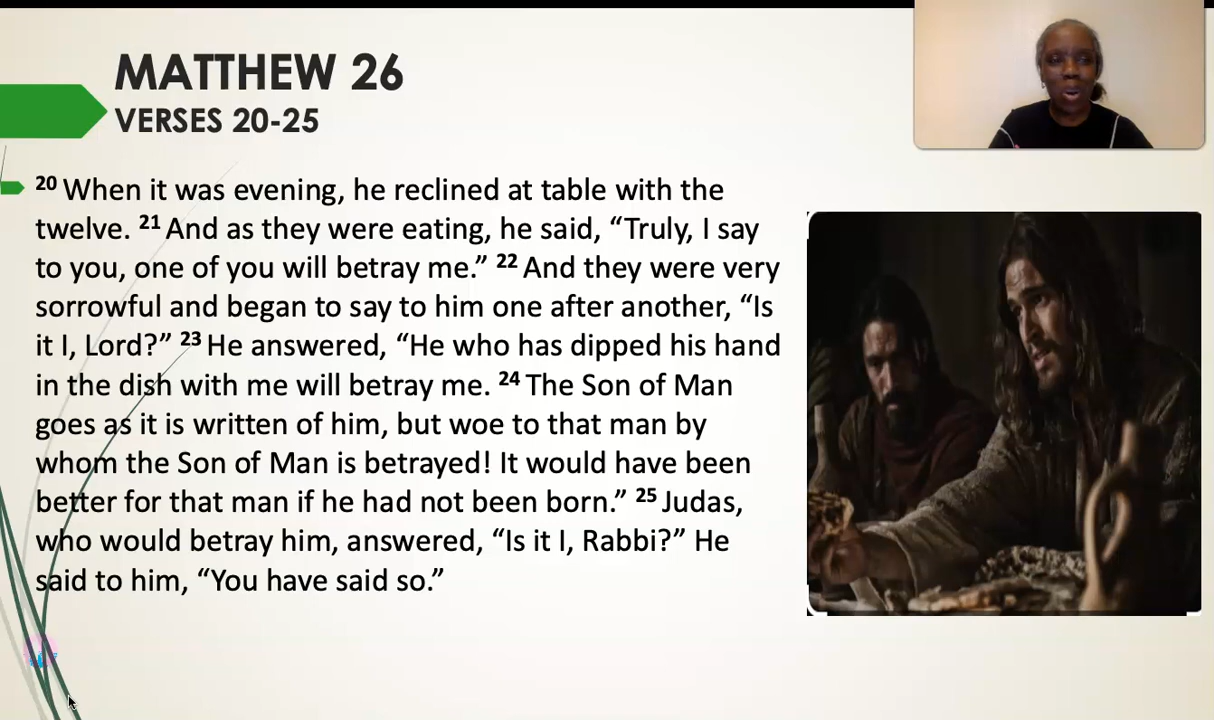 MATTHEW 26
VERSES 20-25
20 When it was evening, he reclined at table with the
twelve. 21 And as they were eating, he said, “Truly, I say
to you, one of you will betray me.” 22 And they were very
sorrowful and began to say to him one after another, “Is
it I, Lord?” 23 He answered, “He who has dipped his hand
in the dish with me will betray me. 24 The Son of Man
goes as it is written of him, but woe to that man by
whom the Son of Man is betrayed! It would have been
better for that man if he had not been born.” 25 Judas,
who would betray him, answered, “Is it I, Rabbi?” He
said to him, “You have said so.”